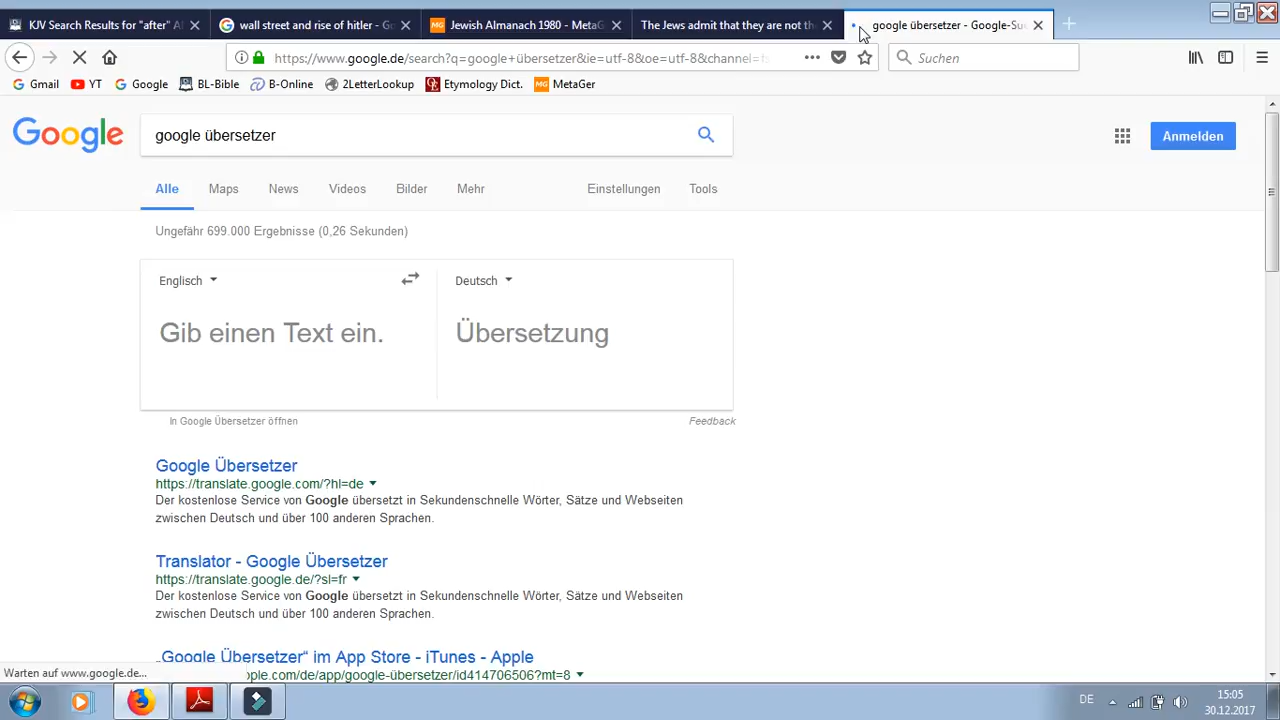 KJV Search Results for "after" Al
wall street and rise of hitler - Go
MG Jewish Almanach 1980 - MetaG
The Jews admit that they are not th
google übersetzer - Google-Suc
https://www.google.de/search?q=google+übersetzer&ie=utf-8&oe=utf-8&channel=fs
Suchen
Gmail
YT
Google
BL-Bible
B-Online
2LetterLookup
Etymology Dict.
MG MetaGer
Google
google übersetzer
Anmelden
Alle Maps News Videos Bilder Mehr Einstellungen Tools
Ungefähr 699.000 Ergebnisse (0,26 Sekunden)
Englisch
Deutsch
Gib einen Text ein.
Übersetzung
In Google Übersetzer öffnen
Feedback
Google Übersetzer
https://translate.google.com/?hl=de
Der kostenlose Service von Google übersetzt in Sekundenschnelle Wörter, Sätze und Webseiten
zwischen Deutsch und über 100 anderen Sprachen.
Translator - Google Übersetzer
https://translate.google.de/?sl=fr
Der kostenlose Service von Google übersetzt in Sekundenschnelle Wörter, Sätze und Webseiten
zwischen Deutsch und über 100 anderen Sprachen.
„Google Übersetzer“ im App Store - iTunes - Apple
Warten auf www.google.de...
pple.com/de/app/google-übersetzer/id414706506?mt=8
DE
15:05
30.12.2017